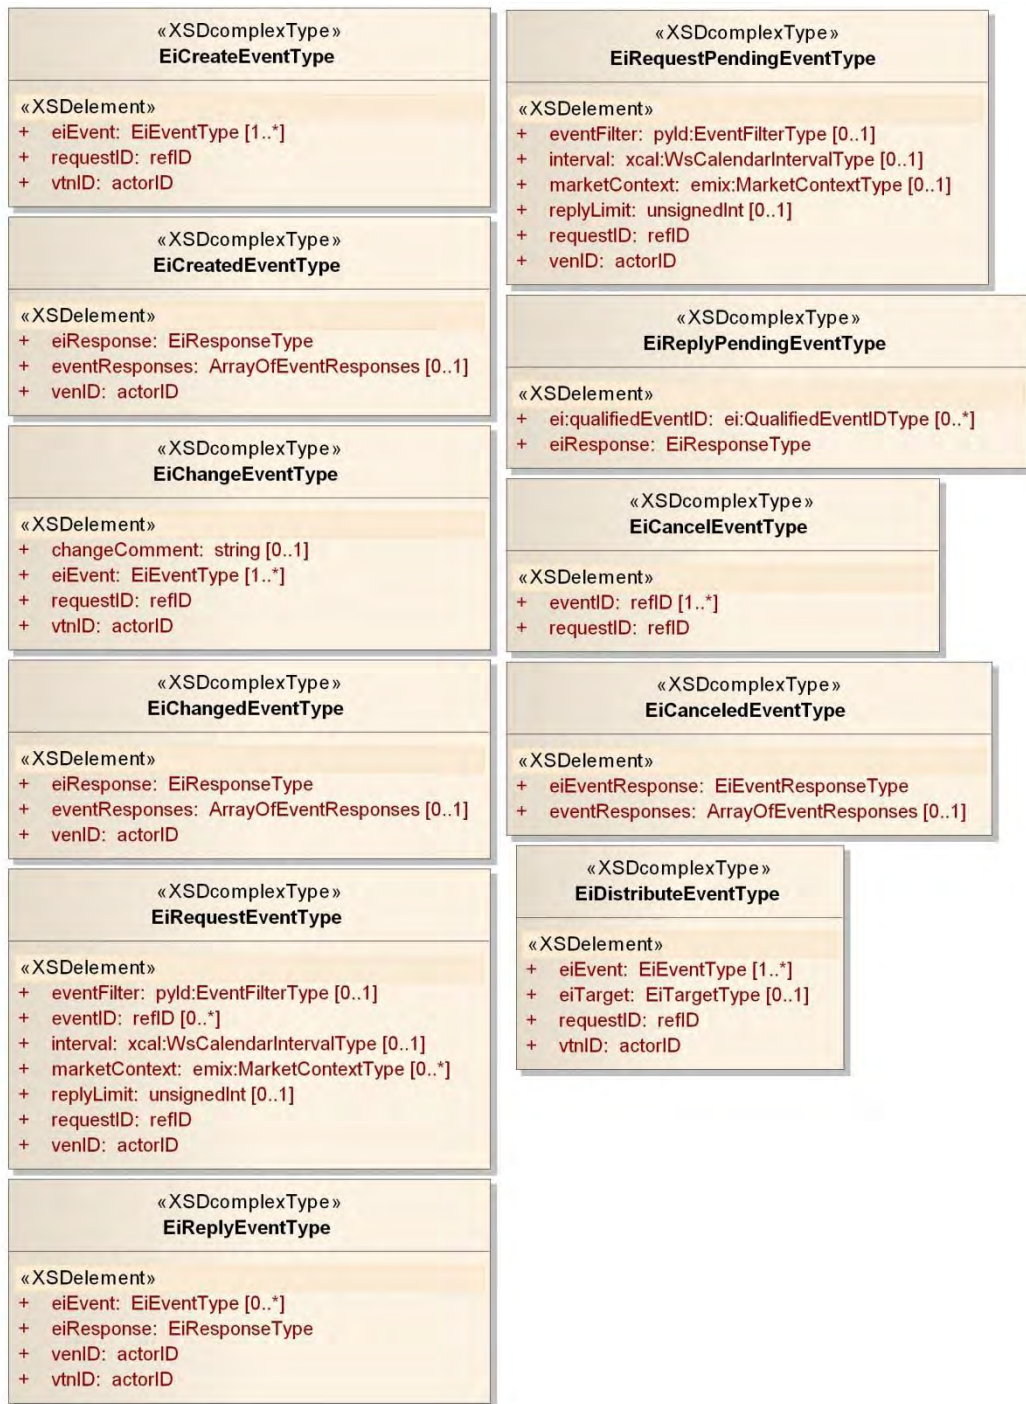 «XSDcomplexType»
EiCreateEventType
«XSDelement»
+ eiEvent: EiEventType [1..*]
+ requestID: refID
+ vtnID: actorID
«XSDcomplexType»
EiCreatedEventType
«XSDelement»
+ eiResponse: EiResponseType
+ eventResponses: ArrayOfEventResponses [0..1]
+ venID: actorID
«XSDcomplexType»
EiChangeEventType
«XSDelement»
+ changeComment: string [0..1]
+ eiEvent: EiEventType [1..*]
+ requestID: refID
+ vtnID: actorID
«XSDcomplexType»
EiChangedEventType
«XSDelement»
+ eiResponse: EiResponseType
+ eventResponses: ArrayOfEventResponses [0..1]
+ venID: actorID
«XSDcomplexType»
EiRequestEventType
«XSDelement»
+ eventFilter: pyld:EventFilterType [0..1]
+ eventID: refID [0..*]
+ interval: xcal:WsCalendarIntervalType [0..1]
+ marketContext: emix:MarketContextType [0..*]
+ replyLimit: unsignedInt [0..1]
+ requestID: refID
+ venID: actorID
«XSDcomplexType»
EiReplyEventType
«XSDelement»
+ eiEvent: EiEventType [0..*]
+ eiResponse: EiResponseType
+ venID: actorID
+ vtnID: actorID
«XSDcomplexType»
EiRequestPendingEventType
«XSDelement»
+ eventFilter: pyld:EventFilterType [0..1]
+ interval: xcal:WsCalendarIntervalType [0..1]
+ marketContext: emix:MarketContextType [0..1]
+ replyLimit: unsignedInt [0..1]
+ requestID: refID
+ venID: actorID
«XSDcomplexType»
EiReplyPendingEventType
«XSDelement»
+ ei:qualifiedEventID: ei:QualifiedEventIDType [0..*]
+ eiResponse: EiResponseType
«XSDcomplexType»
EiCancelEventType
«XSDelement»
+ eventID: refID [1..*]
+ requestID: refID
«XSDcomplexType»
EiCanceledEventType
«XSDelement»
+ eiEventResponse: EiEventResponseType
+ eventResponses: ArrayOfEventResponses [0..1]
«XSDcomplexType»
EiDistributeEventType
«XSDelement»
+ eiEvent: EiEventType [1..*]
+ eiTarget: EiTargetType [0..1]
+ requestID: refID
+ vtnID: actorID